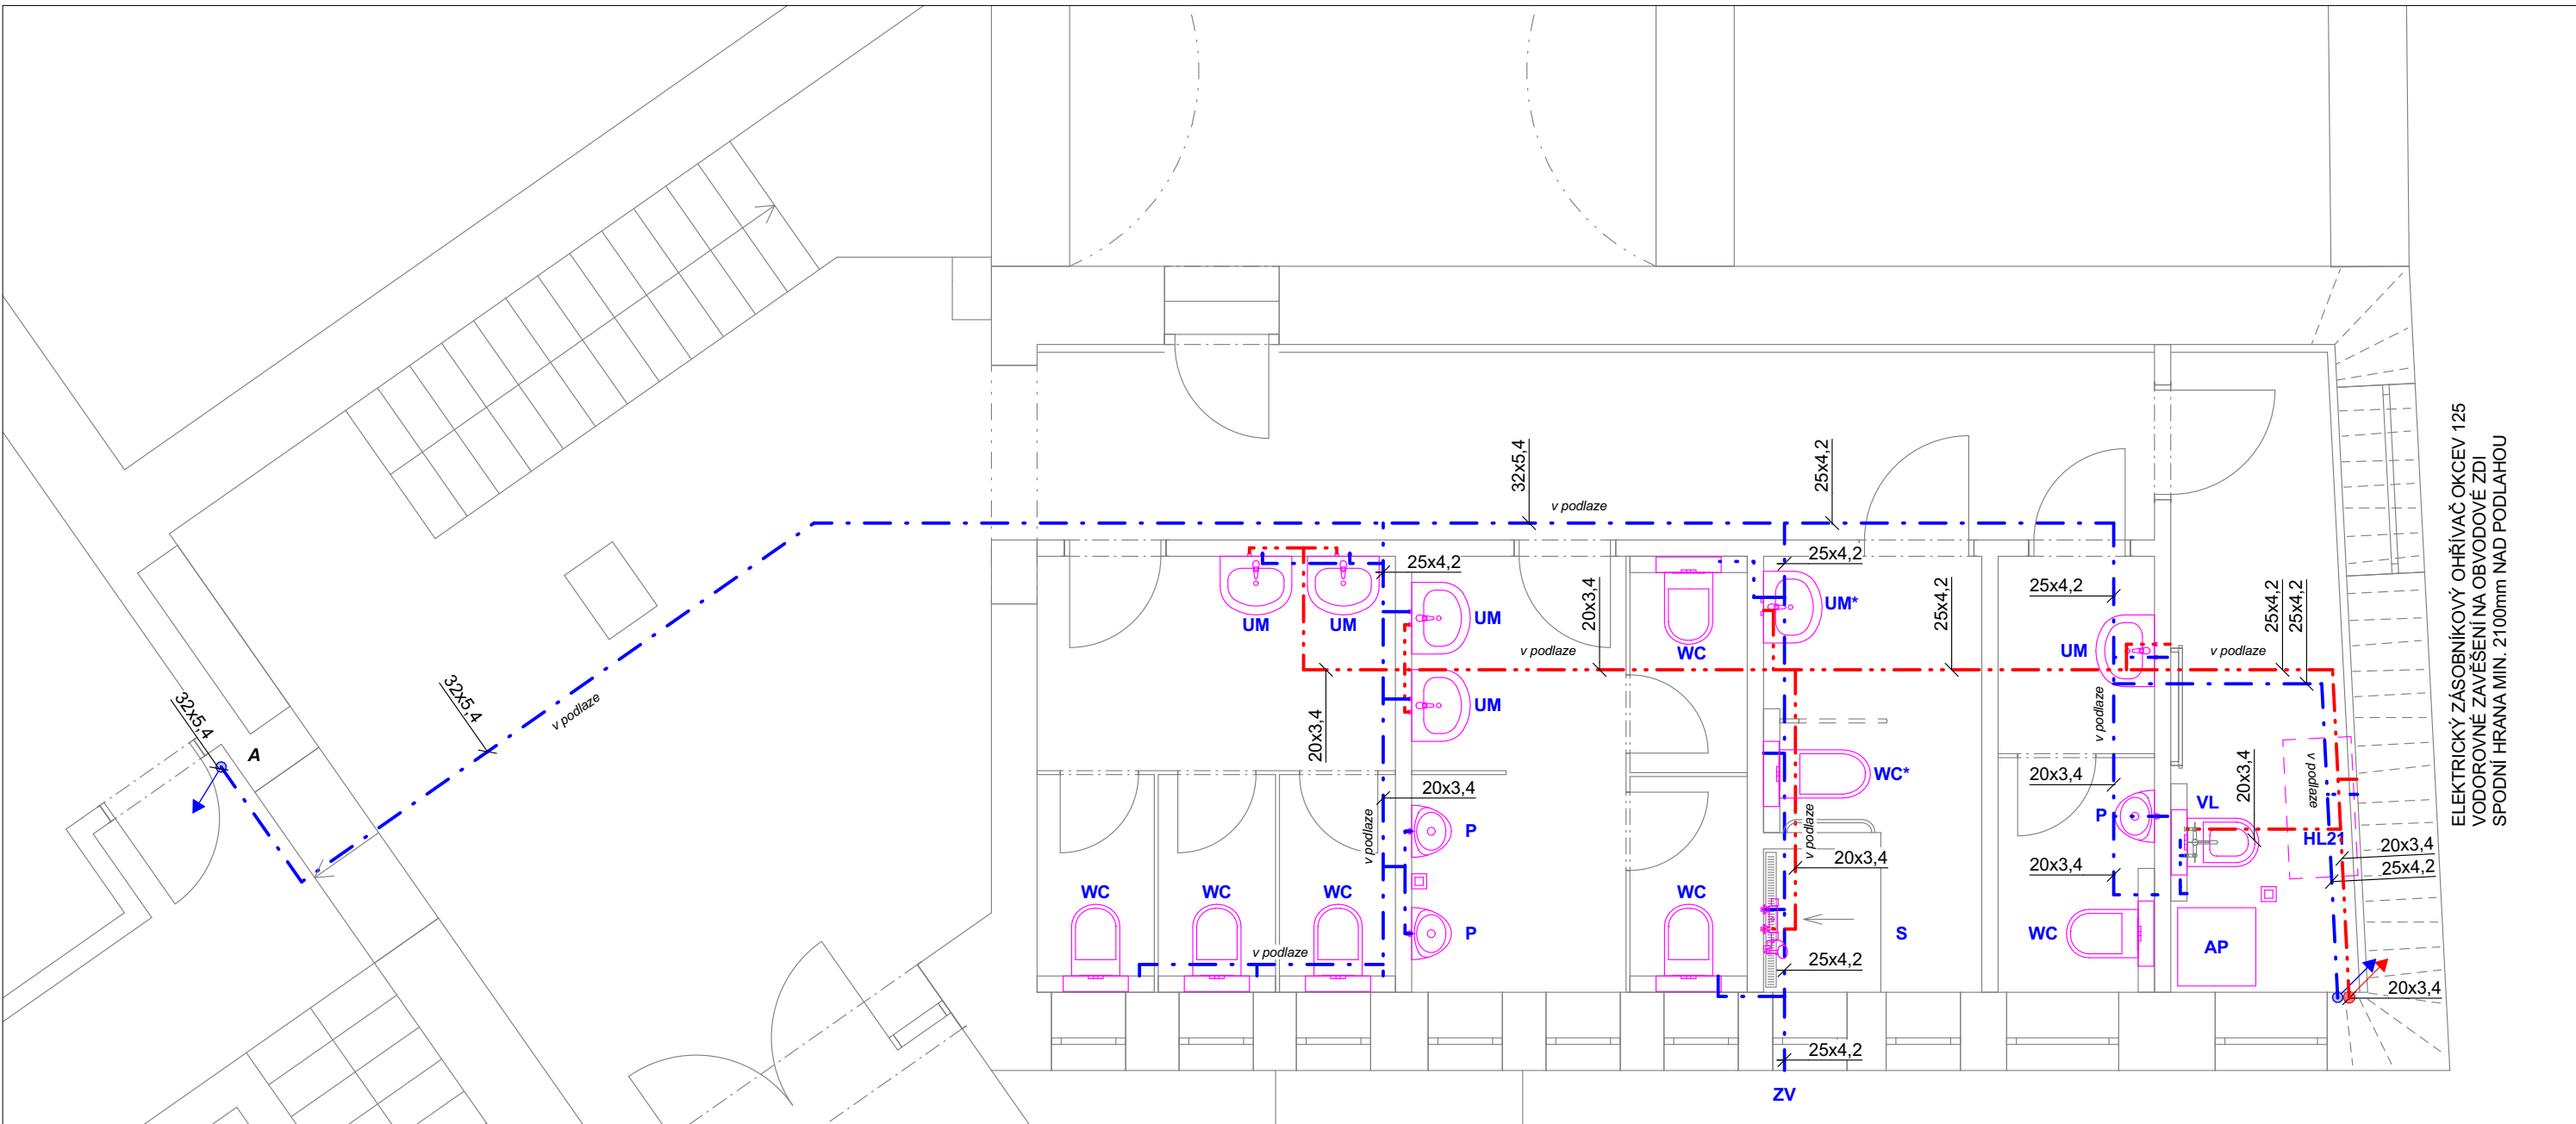 32x5,4
25x4,2
v podlaze
25x4,2
25x4,2
20x3,4
25x4,2
25x4,2
25x4,2
25x4,2
UM
UM
UM
UM*
WC
UM
v podlaze
v podlaze
UM
32x5,4
32x5,4
v podlaze
A
20x3,4
v podlaze
WC*
20x3,4
20x3,4
20x3,4
VL
v podlaze
P
P
HL21
v podlaze
v podlaze
20x3,4
20x3,4
20x3,4
25x4,2
WC
WC
WC
WC
P
S
WC
AP
v podlaze
25x4,2
20x3,4
25x4,2
ZV
ELEKTRICKÝ ZÁSOBNÍKOVÝ OHŘÍVAČ OKCEV 125
VODOROVNÉ ZAVĚŠENÍ NA OBVODOVÉ ZDI
SPODNÍ HRANA MIN. 2100mm NAD PODLAHOU